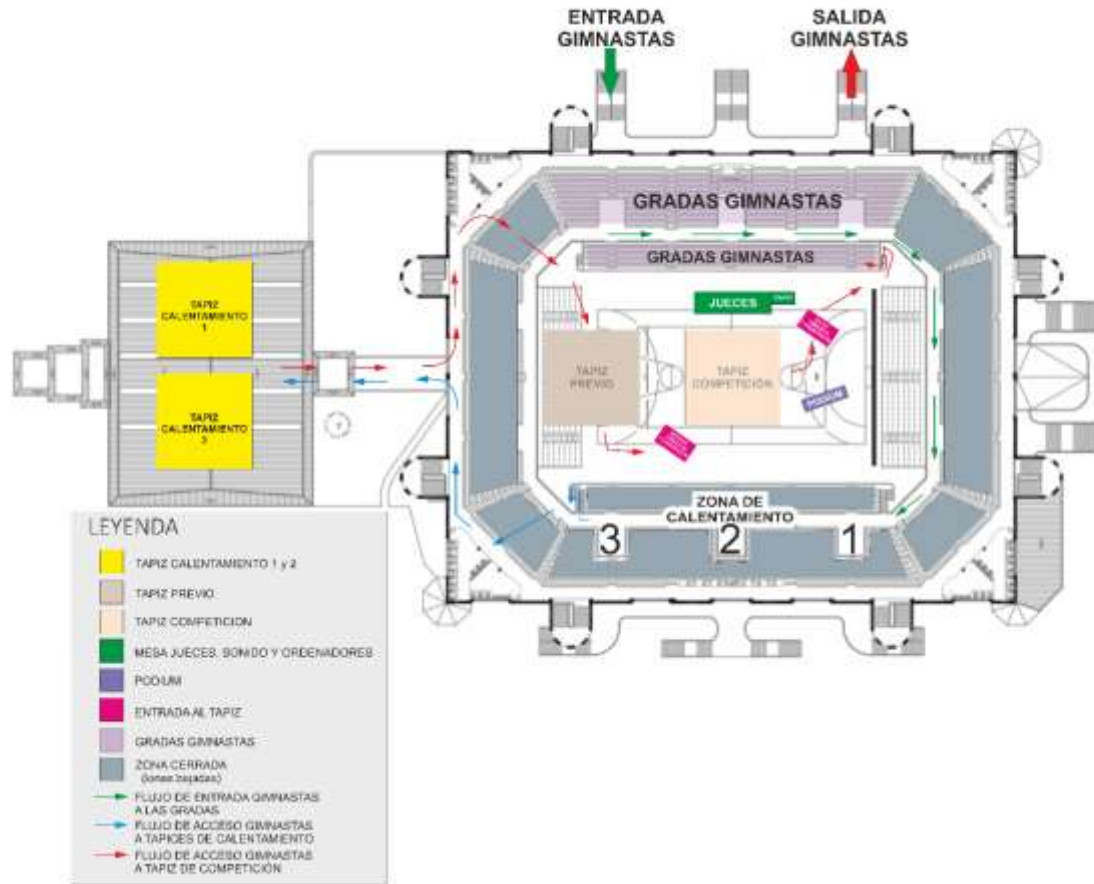 ENTRADA
GIMNASTAS
SALIDA
GIMNASTAS
GRADAS GIMNASTAS
GRADAS GIMNASTAS
JUECES
TAPIZ
CALENTAMIENTO
1
TAPIZ
CALENTAMIENTO
3
TAPIZ
PREVIO
TAPIZ
COMPETICIÓN
PODIUM
ZONA DE
CALENTAMIENTO
3
2
1
LEYENDA
TAPIZ CALENTAMIENTO 1 y 2
TAPIZ PREVIO
TAPIZ COMPETICION
MESA JUECES, SONIDO Y ORDENADORES
PODIUM
ENTRADA AL TAPIZ
GRADAS GIMNASTAS
ZONA CERRADA
(lonas bajadas)
FLUJO DE ENTRADA GIMNASTAS
A LAS GRADAS
FLUJO DE ACCESO GIMNASTAS
A TAPICES DE CALENTAMIENTO
FLUJO DE ACCESO GIMNASTAS
A TAPIZ DE COMPETICIÓN